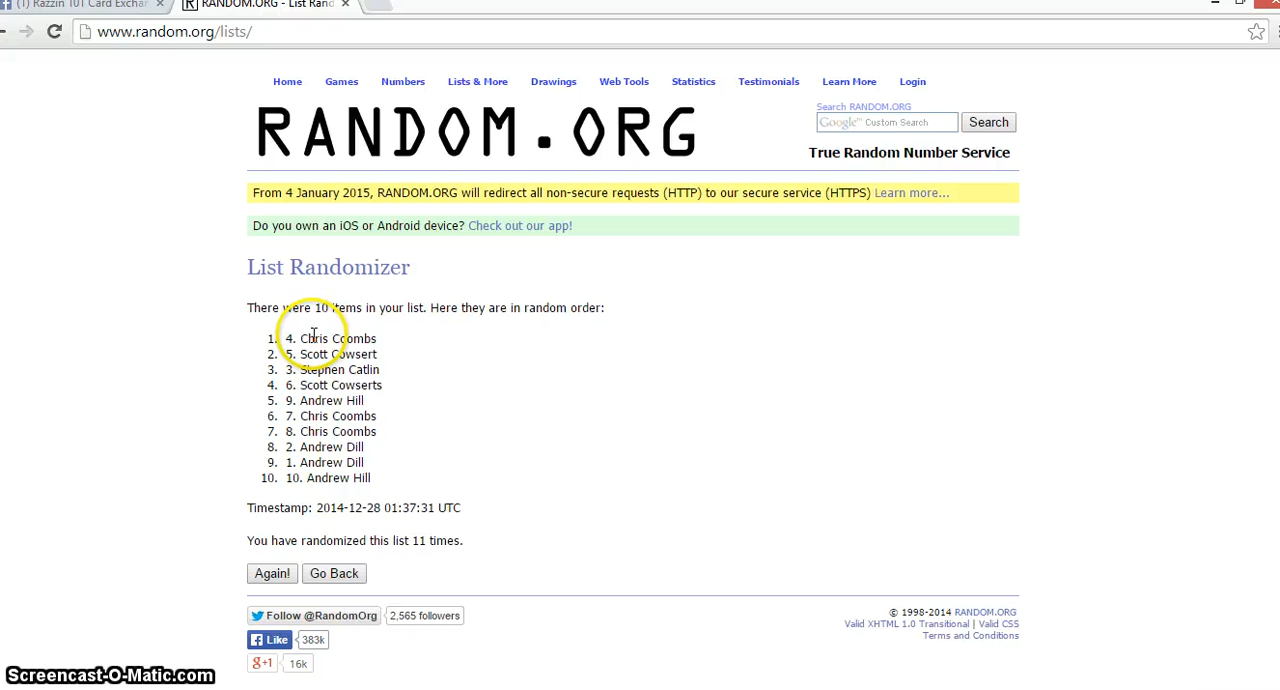 (1) Razzin 101 Card Exchan
RANDOM.ORG - List Rand
www.random.org/lists/
Home Games Numbers Lists & More Drawings Web Tools Statistics Testimonials Learn More Login
RANDOM.ORG
Search RANDOM.ORG
Google™ Custom Search Search
True Random Number Service
From 4 January 2015, RANDOM.ORG will redirect all non-secure requests (HTTP) to our secure service (HTTPS) Learn more...
Do you own an iOS or Android device? Check out our app!
List Randomizer
There were 10 items in your list. Here they are in random order:
1. 4. Chris Coombs
2. 5. Scott Cowsert
3. 3. Stephen Catlin
4. 6. Scott Cowserts
5. 9. Andrew Hill
6. 7. Chris Coombs
7. 8. Chris Coombs
8. 2. Andrew Dill
9. 1. Andrew Dill
10. 10. Andrew Hill
Timestamp: 2014-12-28 01:37:31 UTC
You have randomized this list 11 times.
Again! Go Back
Follow @RandomOrg 2,565 followers
Like 383k
g+1 16k
© 1998-2014 RANDOM.ORG
Valid XHTML 1.0 Transitional | Valid CSS
Terms and Conditions
Screencast-O-Matic.com